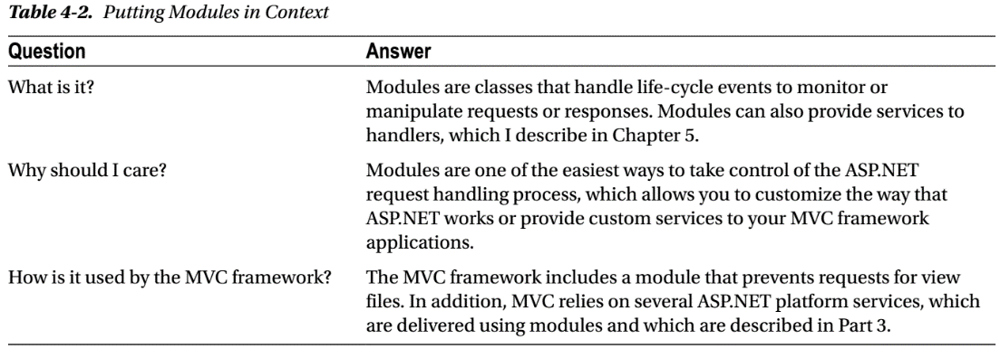 Table 4-2. Putting Modules in Context
Question Answer
What is it? Modules are classes that handle life-cycle events to monitor or
manipulate requests or responses. Modules can also provide services to
handlers, which I describe in Chapter 5.
Why should I care? Modules are one of the easiest ways to take control of the ASP.NET
request handling process, which allows you to customize the way that
ASP.NET works or provide custom services to your MVC framework
applications.
How is it used by the MVC framework? The MVC framework includes a module that prevents requests for view
files. In addition, MVC relies on several ASP.NET platform services, which
are delivered using modules and which are described in Part 3.